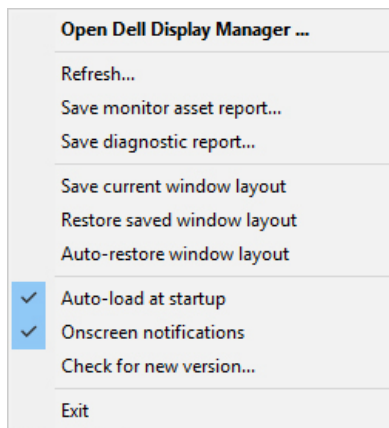 Open Dell Display Manager ...
Refresh...
Save monitor asset report...
Save diagnostic report...
Save current window layout
Restore saved window layout
Auto-restore window layout
Auto-load at startup
Onscreen notifications
Check for new version...
Exit